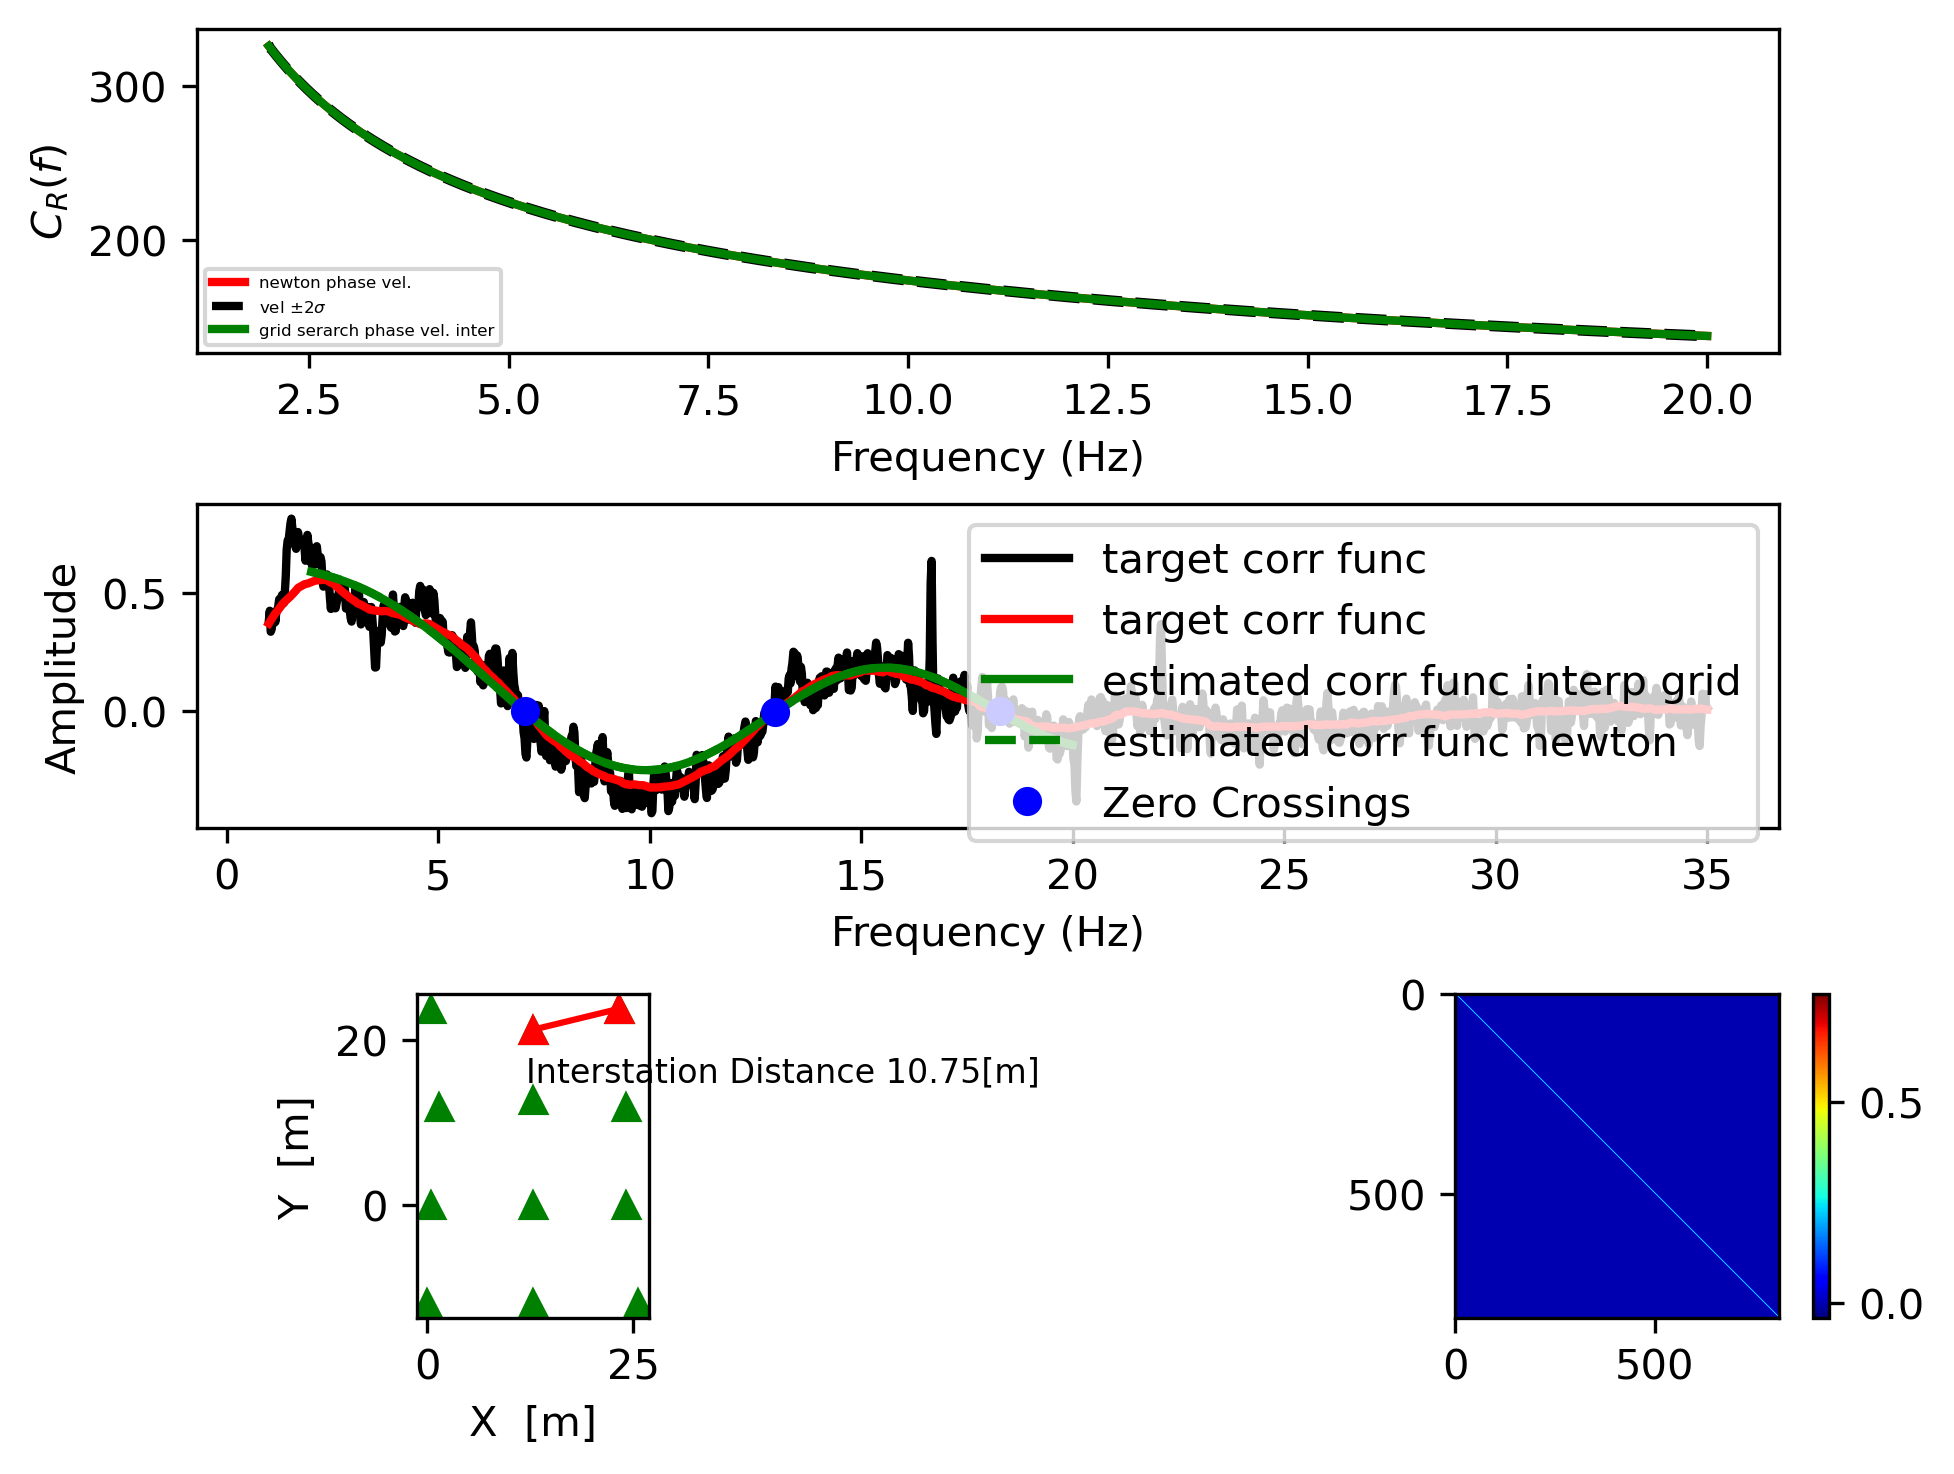 300
200
C_R(f)
newton phase vel.
vel ±2σ
grid serarch phase vel. inter
2.5 5.0 7.5 10.0 12.5 15.0 17.5 20.0
Frequency (Hz)
0.5
0.0
Amplitude
target corr func
target corr func
estimated corr func interp grid
estimated corr func newton
Zero Crossings
0 5 10 15 20 25 30 35
Frequency (Hz)
20
0
Y [m]
Interstation Distance 10.75[m]
0 25
X [m]
0
500
0 500
0.5
0.0